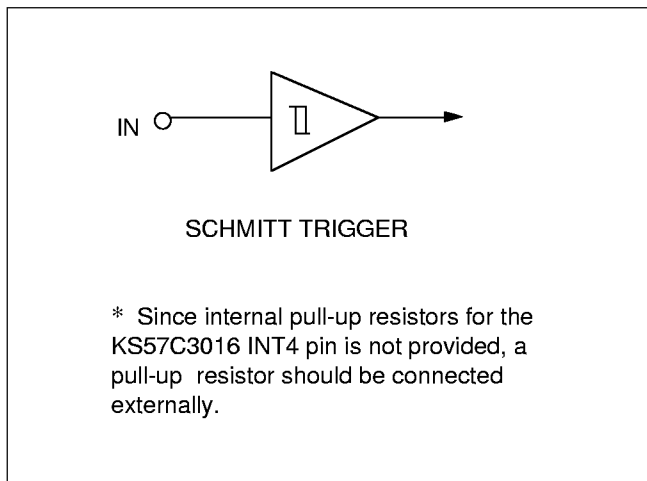 IN
SCHMITT TRIGGER
* Since internal pull-up resistors for the
KS57C3016 INT4 pin is not provided, a
pull-up resistor should be connected
externally.